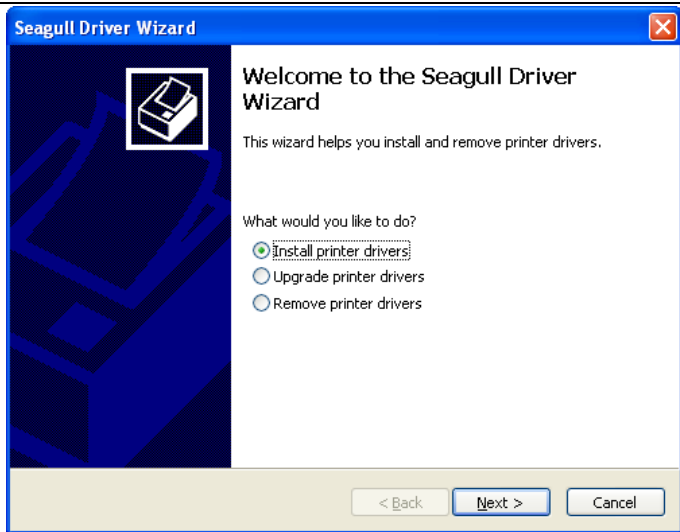 Seagull Driver Wizard
Welcome to the Seagull Driver
Wizard
This wizard helps you install and remove printer drivers.
What would you like to do?
Install printer drivers
Upgrade printer drivers
Remove printer drivers
< Back Next > Cancel